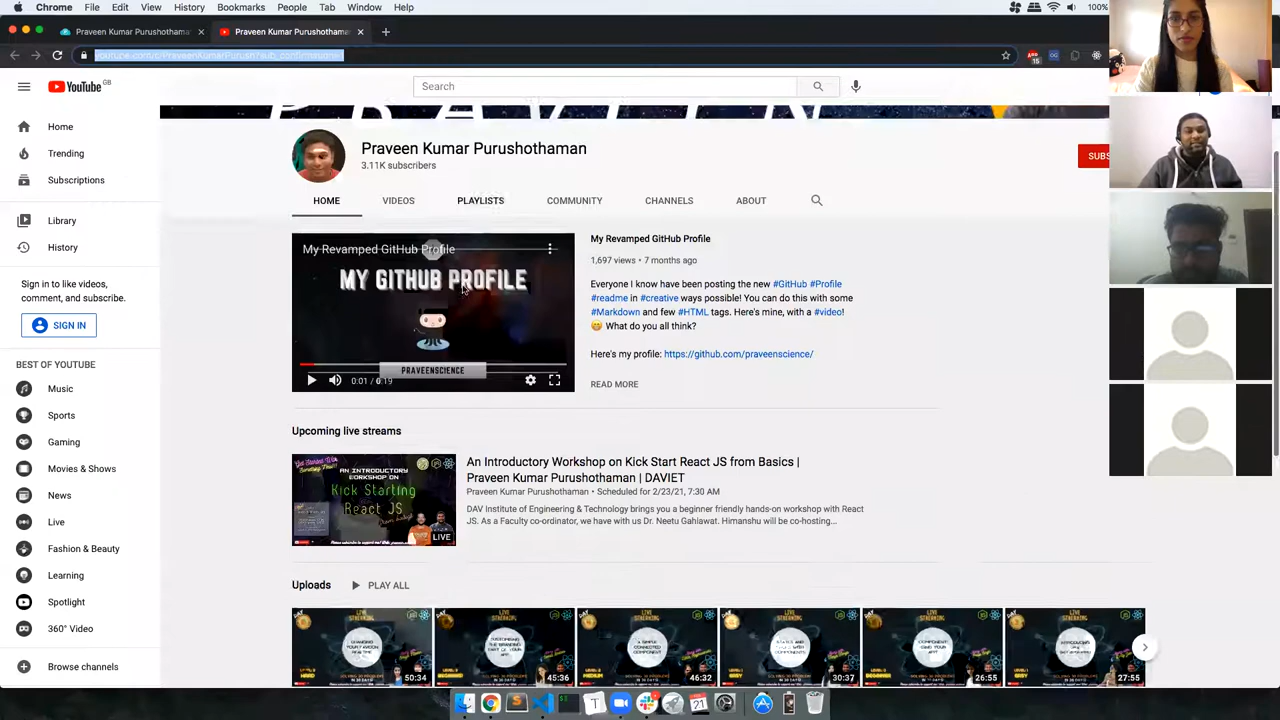 Chrome File Edit View History Bookmarks People Tab Window Help 100%
Praveen Kumar Purushothaman Praveen Kumar Purushothaman
YouTube GB
Search
Home
Trending
Subscriptions
Library
History
Sign in to like videos,
comment, and subscribe.
SIGN IN
BEST OF YOUTUBE
Music
Sports
Gaming
Movies & Shows
News
Live
Fashion & Beauty
Learning
Spotlight
360° Video
Browse channels
PRAVEEN
Praveen Kumar Purushothaman
3.11K subscribers
SUBS
HOME VIDEOS PLAYLISTS COMMUNITY CHANNELS ABOUT
My Revamped GitHub Profile
MY GITHUB PROFILE
PRAVEENSCIENCE
0:01 / 0:19
My Revamped GitHub Profile
1,697 views • 7 months ago
Everyone I know have been posting the new #GitHub #Profile
#readme in #creative ways possible! You can do this with some
#Markdown and few #HTML tags. Here's mine, with a #video!
What do you all think?
Here's my profile: https://github.com/praveenscience/
READ MORE
Upcoming live streams
AN INTRODUCTORY
WORKSHOP ON
Kick Starting
React JS
LIVE
An Introductory Workshop on Kick Start React JS from Basics |
Praveen Kumar Purushothaman | DAVIET
Praveen Kumar Purushothaman • Scheduled for 2/23/21, 7:30 AM
DAV Institute of Engineering & Technology brings you a beginner friendly hands-on workshop with React
JS. As a Faculty co-ordinator, we have with us Dr. Neetu Gahlawat. Himanshu will be co-hosting...
Uploads PLAY ALL
50:34 45:36 46:32 30:37 26:55 27:55